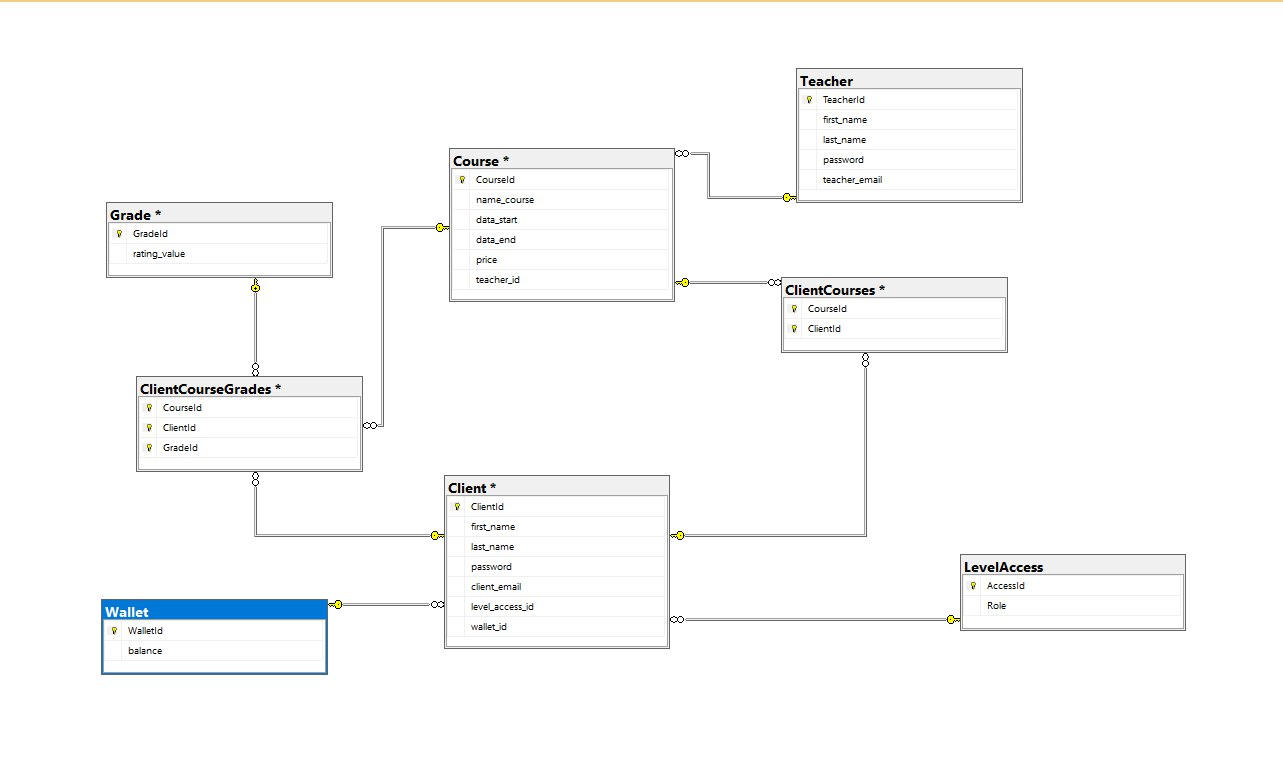 Teacher
TeacherId
first_name
last_name
password
teacher_email
Course *
CourseId
name_course
data_start
data_end
price
teacher_id
Grade *
GradeId
rating_value
ClientCourses *
CourseId
ClientId
ClientCourseGrades *
CourseId
ClientId
GradeId
Client *
ClientId
first_name
last_name
password
client_email
level_access_id
wallet_id
LevelAccess
AccessId
Role
Wallet
WalletId
balance